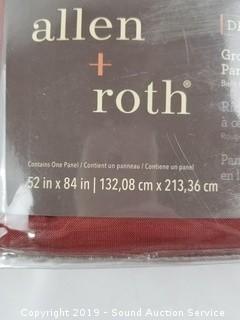 allen
+
roth®
Contains One Panel / Contient un panneau / Contiene un panel
52 in x 84 in | 132,08 cm x 213,36 cm
Copyright 2019 - Sound Auction Service